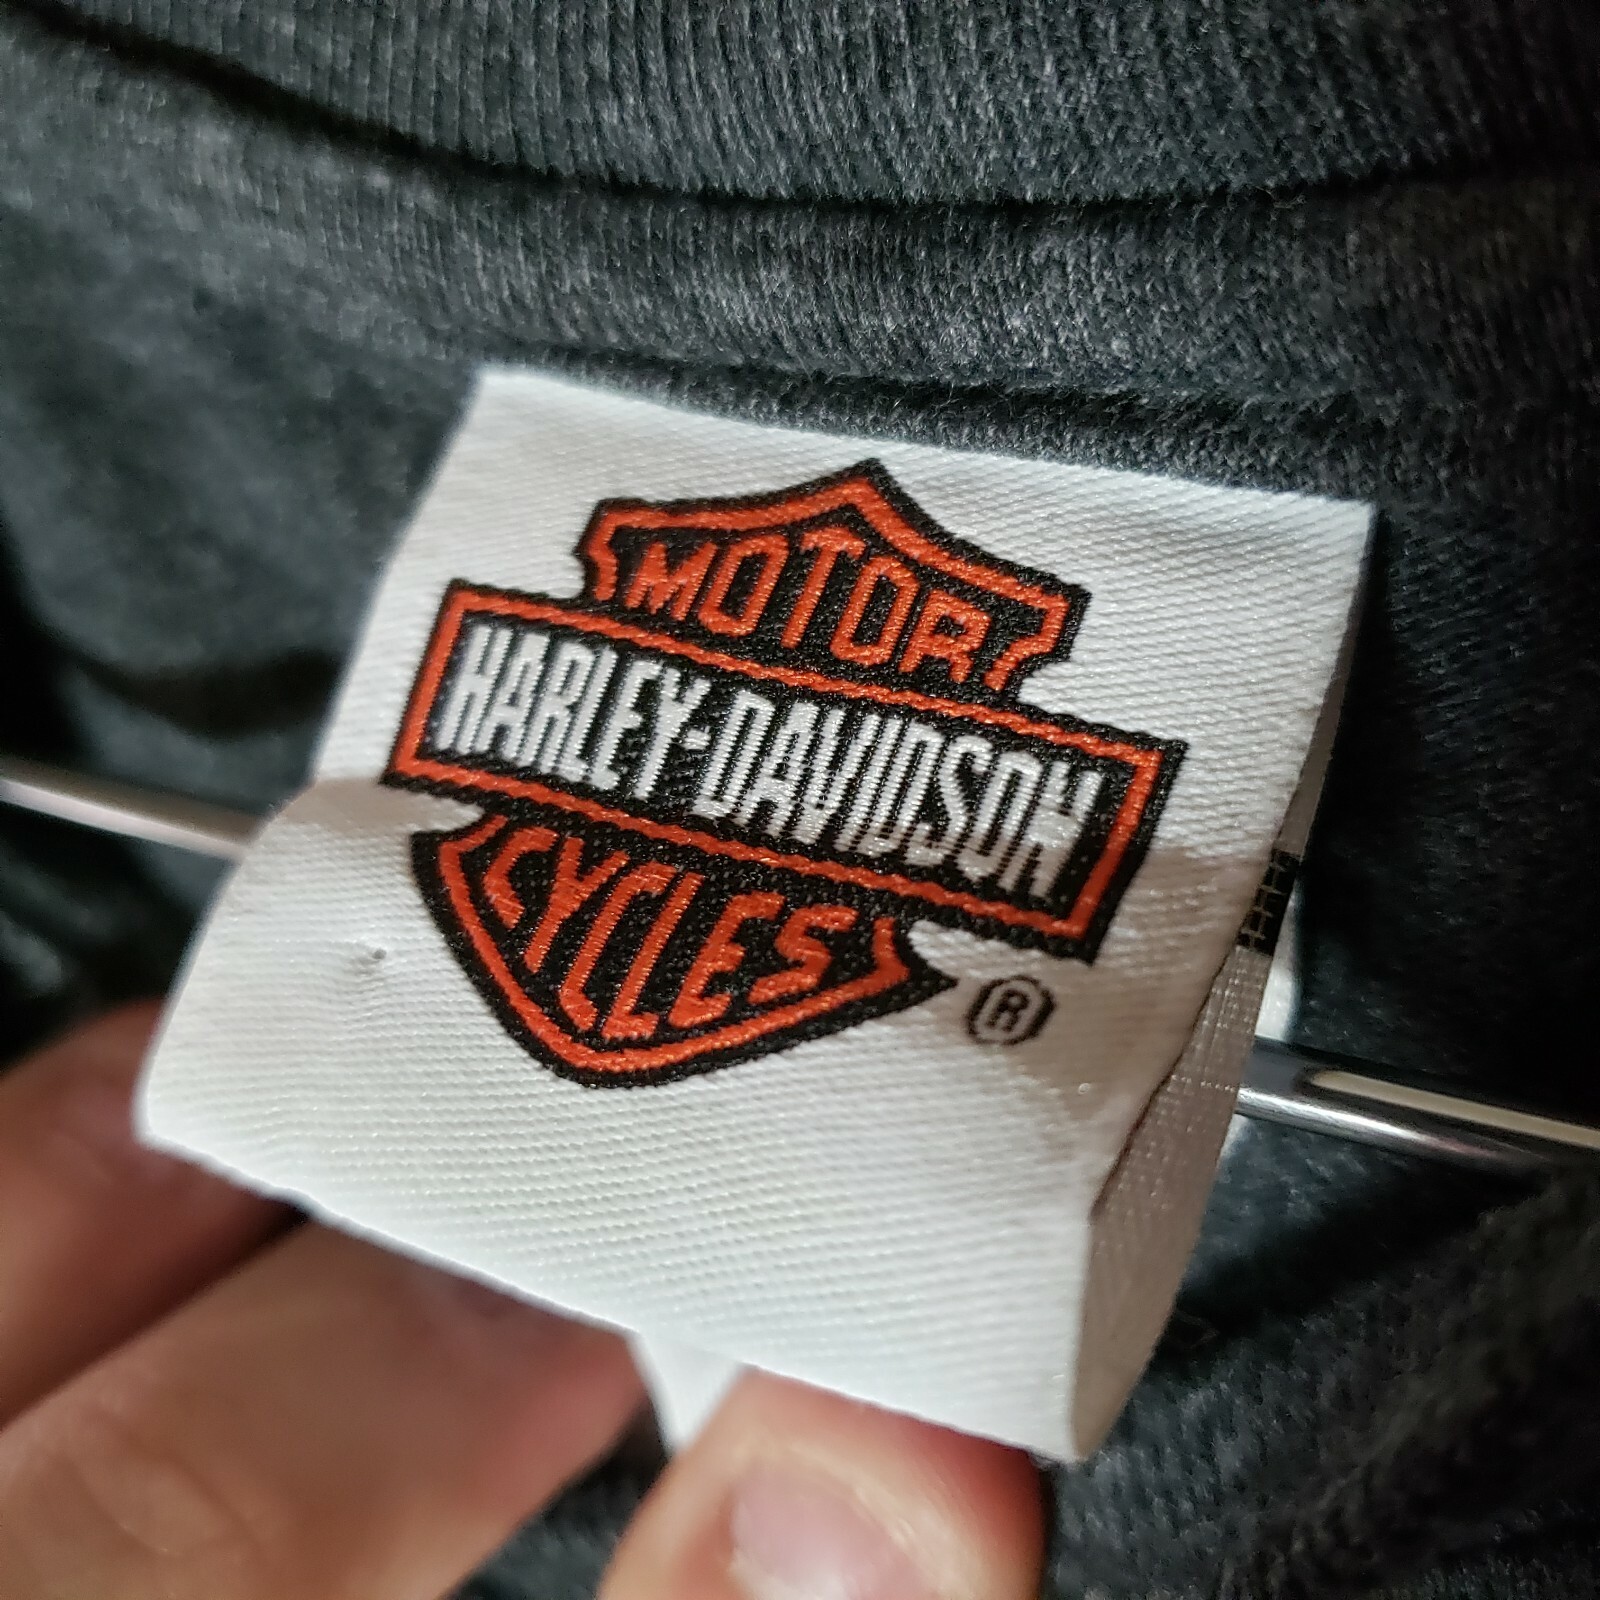 MOTOR
HARLEY-DAVIDSON
CYCLES
®